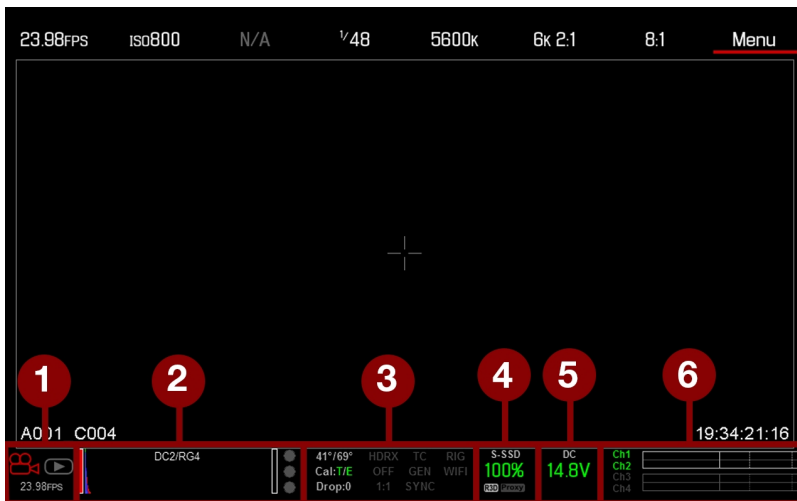 23.98FPS ISO800 N/A 1/48 5600K 6K 2:1 8:1 Menu
1 2 3 4 5 6
A001 C004 19:34:21:16
23.98FPS
DC2/RG4
41°/69° HDRX TC RIG
Cal:T/E OFF GEN WIFI
Drop:0 1:1 SYNC
S-SSD
100%
R3D Proxy
DC
14.8V
Ch1
Ch2
Ch3
Ch4